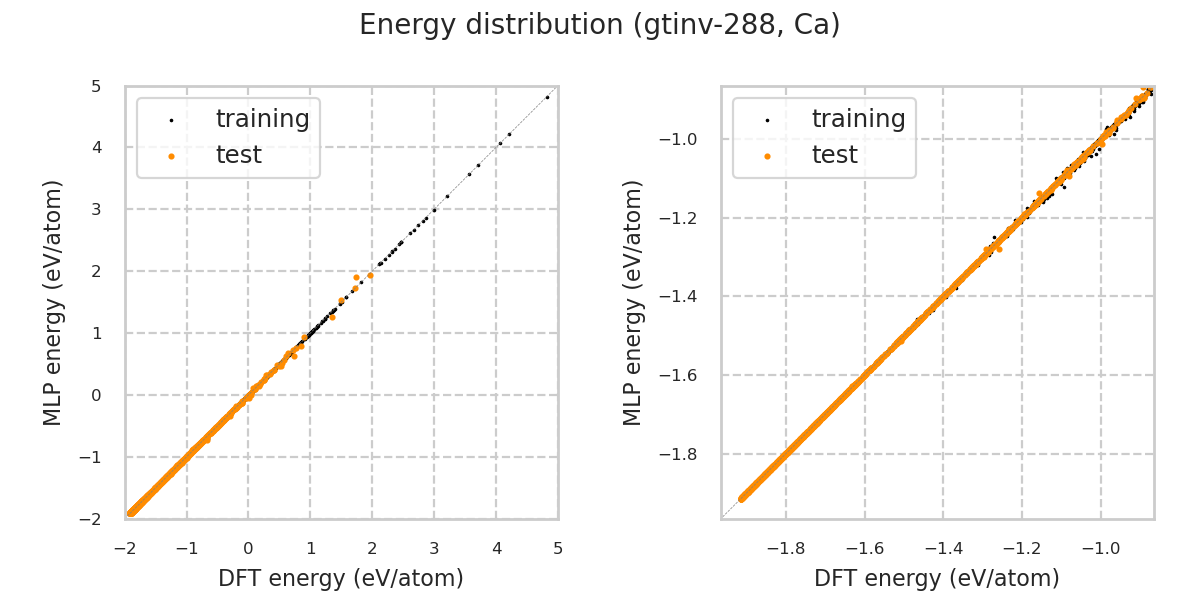 Energy distribution (gtinv-288, Ca)
training
test
5
4
3
2
1
0
−1
−2
−2
−1
0
1
2
3
4
5
MLP energy (eV/atom)
DFT energy (eV/atom)
training
test
−1.0
−1.2
−1.4
−1.6
−1.8
−1.8
−1.6
−1.4
−1.2
−1.0
MLP energy (eV/atom)
DFT energy (eV/atom)